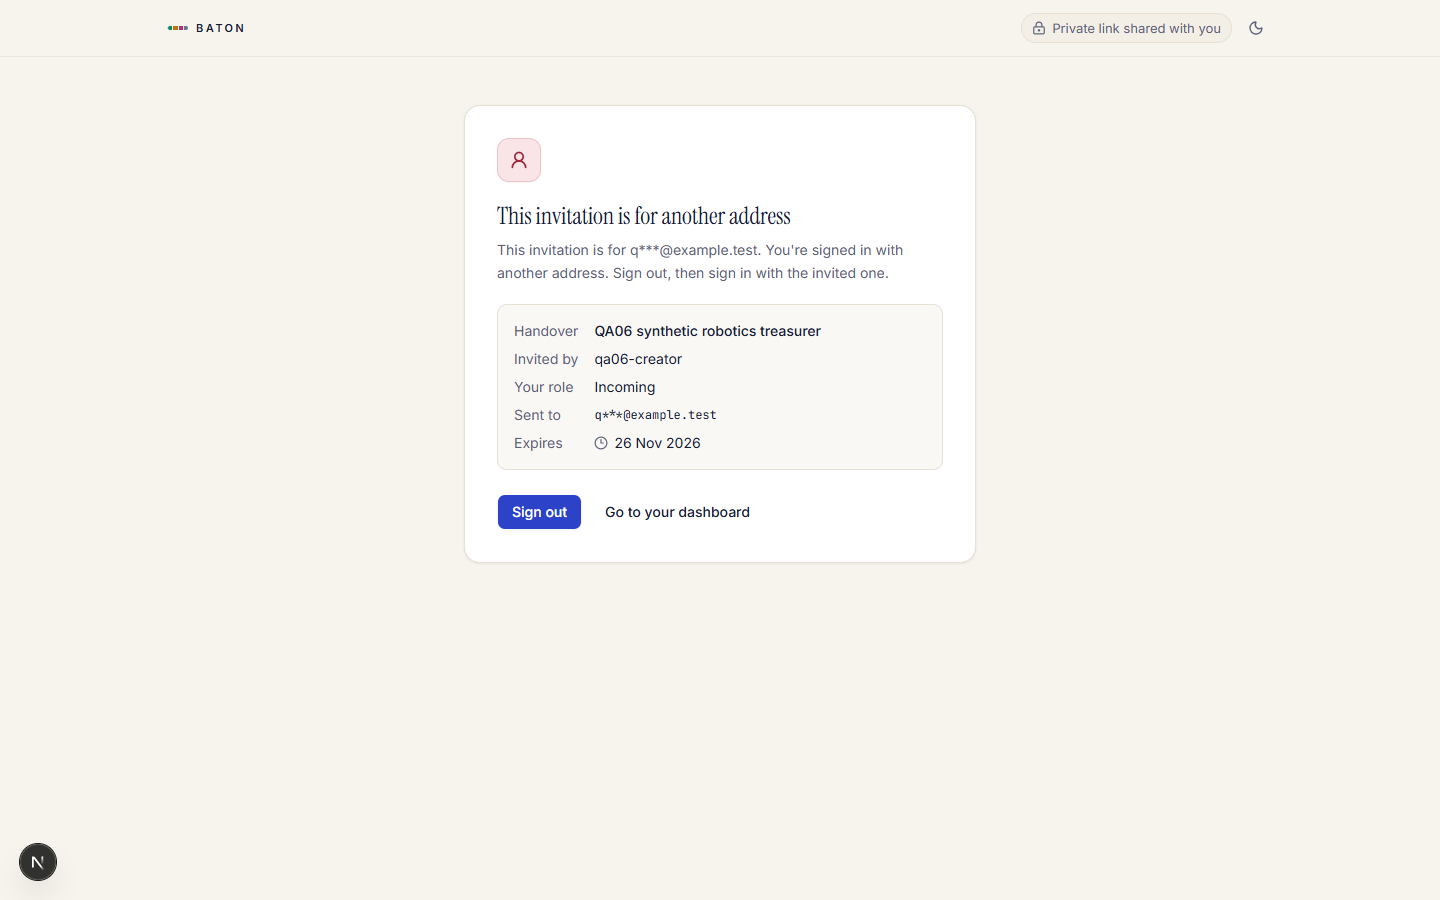 BATON
Private link shared with you
This invitation is for another address
This invitation is for q***@example.test. You're signed in with
another address. Sign out, then sign in with the invited one.
Handover QA06 synthetic robotics treasurer
Invited by qa06-creator
Your role Incoming
Sent to q***@example.test
Expires 26 Nov 2026
Sign out Go to your dashboard
N